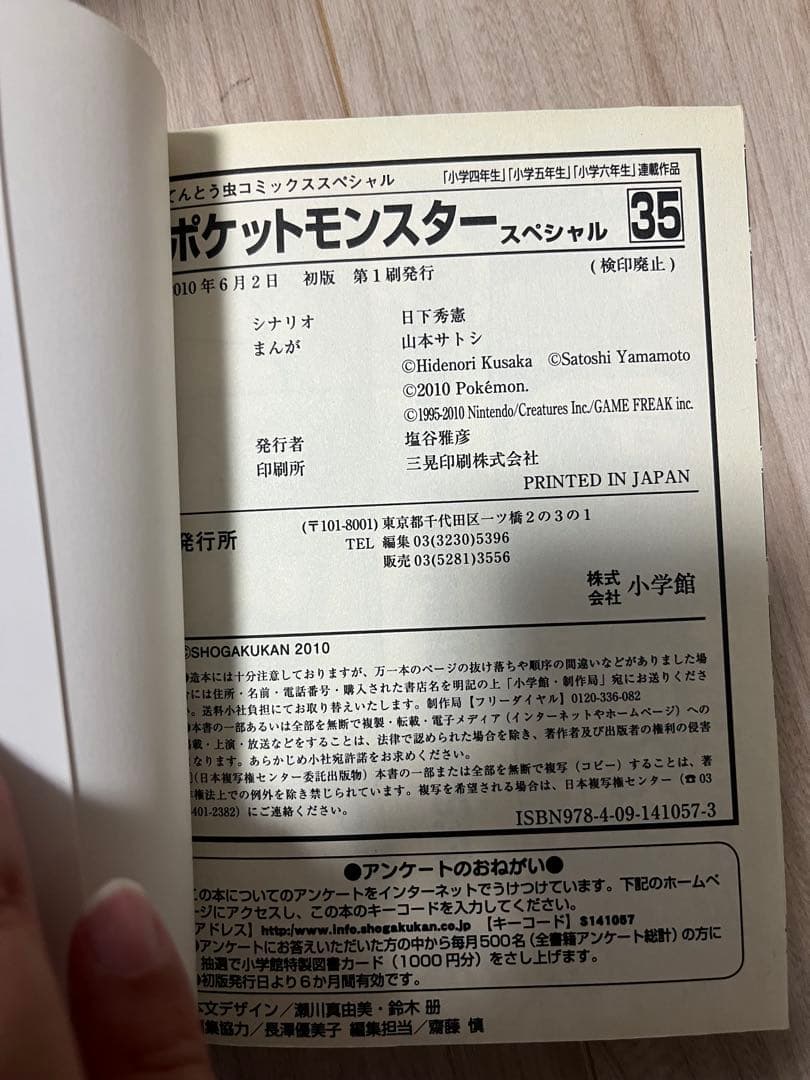 てんとう虫コミックススペシャル 「小学四年生」「小学五年生」「小学六年生」連載作品
ポケットモンスター スペシャル 35
2010年6月2日 初版 第1刷発行 (検印廃止)
シナリオ 日下秀憲
まんが 山本サトシ
©Hidenori Kusaka ©Satoshi Yamamoto
©2010 Pokémon.
©1995-2010 Nintendo/Creatures Inc./GAME FREAK inc.
発行者 塩谷雅彦
印刷所 三晃印刷株式会社
PRINTED IN JAPAN
発行所 (〒101-8001) 東京都千代田区一ツ橋2の3の1
TEL 編集03(3230)5396
販売03(5281)3556
株式会社 小学館
©SHOGAKUKAN 2010
●造本には十分注意しておりますが、万一本のページの抜け落ちや順序の間違いなどがありました場
には住所・名前・電話番号・購入された書店名を明記の上「小学館・制作局」宛にお送りくださ
い。送料小社負担にてお取り替えいたします。制作局【フリーダイヤル】0120-336-082
●本書の一部あるいは全部を無断で複製・転載・電子メディア(インターネットやホームページ)への
掲載・上演・放送などをすることは、法律で認められた場合を除き、著作者及び出版者の権利の侵害
となります。あらかじめ小社宛許諾をお求めください。
(日本複写権センター委託出版物) 本書の一部または全部を無断で複写(コピー)することは、著
作権法上での例外を除き禁じられています。複写を希望される場合は、日本複写権センター(☎03
-3401-2382)にご連絡ください。
ISBN978-4-09-141057-3
●アンケートのおねがい●
この本についてのアンケートをインターネットでうけつけています。下記のホームペ
ージにアクセスし、この本のキーコードを入力してください。
【アドレス】http:/www.info.shogakukan.co.jp 【キーコード】S141057
●アンケートにお答えいただいた方の中から毎月500名(全書籍アンケート総計)の方に
抽選で小学館特製図書カード(1000円分)をさし上げます。
●初版発行日より6か月間有効です。
本文デザイン/瀬川真由美・鈴木 册
編集協力/長澤優美子 編集担当/齋藤 慎